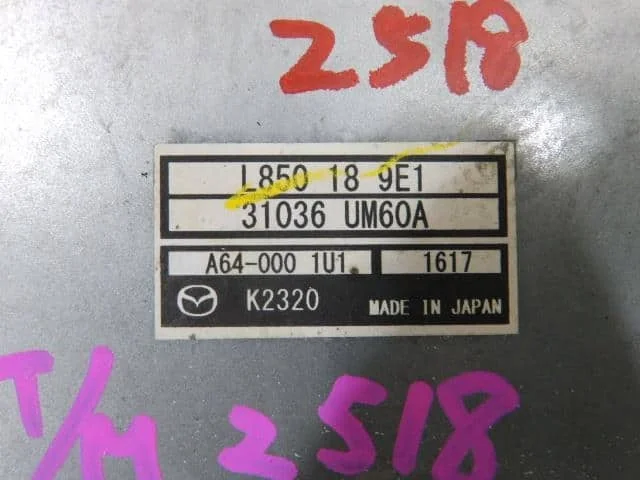 2518
L850 18 9E1
31036 UM60A
A64-000 1U1 1617
K2320 MADE IN JAPAN
T/M 2518